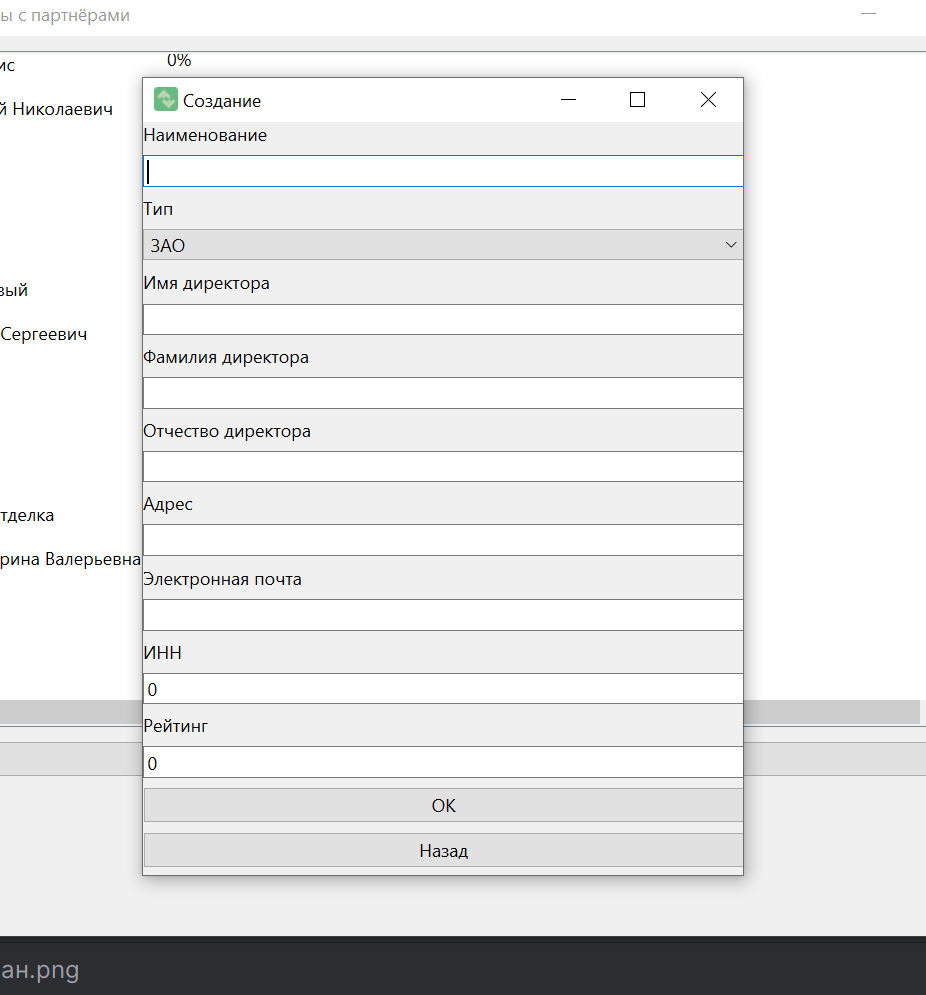 ы с партнёрами
ис
0%
й Николаевич
вый
Сергеевич
тделка
рина Валерьевна
Создание
Наименование
Тип
ЗАО
Имя директора
Фамилия директора
Отчество директора
Адрес
Электронная почта
ИНН
0
Рейтинг
0
OK
Назад
ан.png